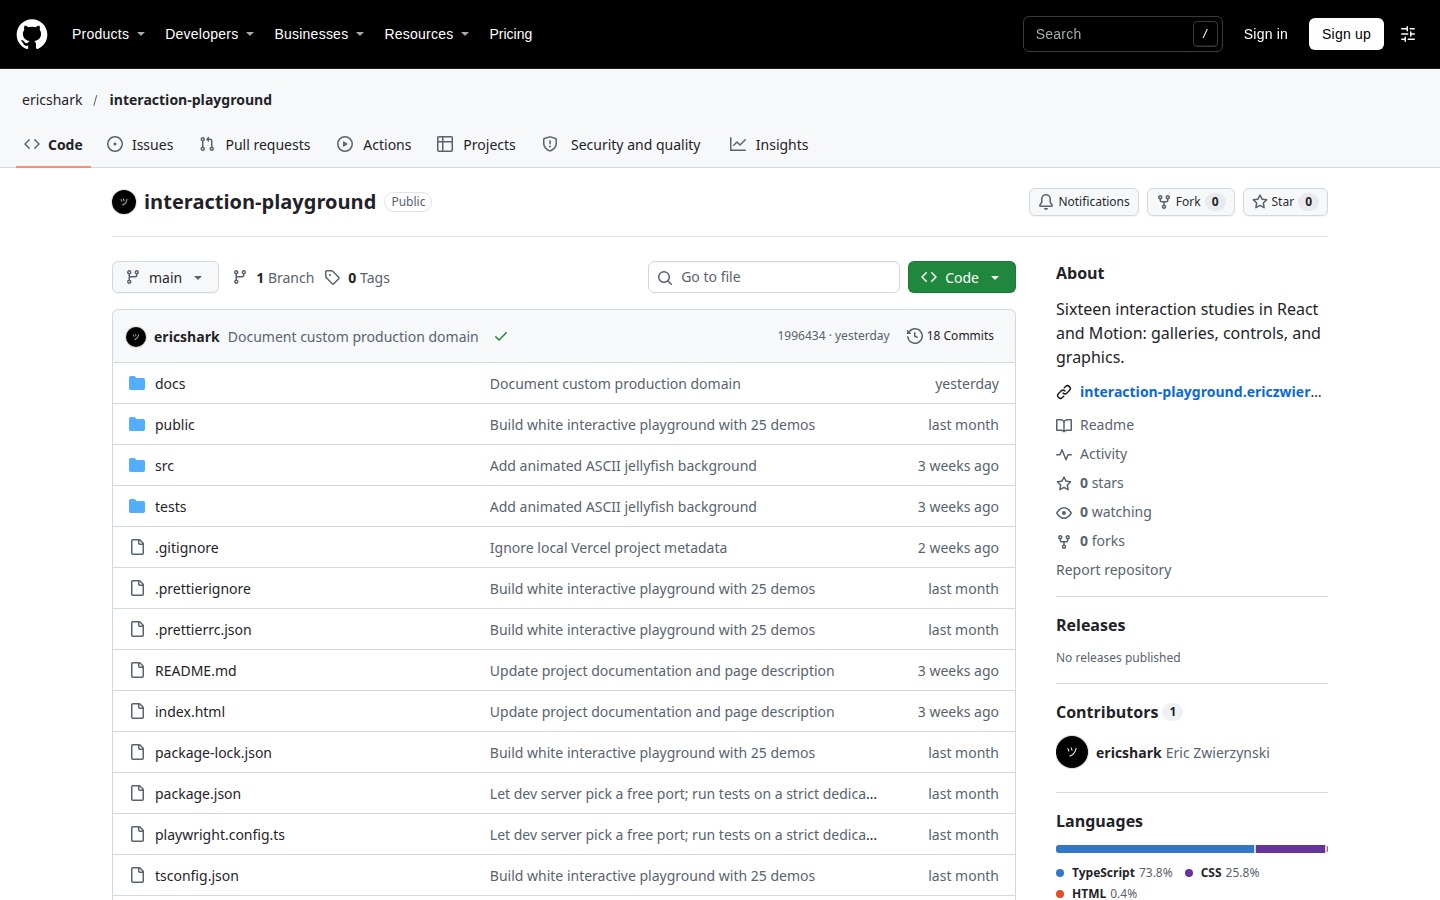 Products Developers Businesses Resources Pricing Search / Sign in Sign up
ericshark / interaction-playground
Code Issues Pull requests Actions Projects Security and quality Insights
ツ interaction-playground Public Notifications Fork 0 Star 0
main 1 Branch 0 Tags Go to file Code
ツ ericshark Document custom production domain 1996434 · yesterday 18 Commits
docs Document custom production domain yesterday
public Build white interactive playground with 25 demos last month
src Add animated ASCII jellyfish background 3 weeks ago
tests Add animated ASCII jellyfish background 3 weeks ago
.gitignore Ignore local Vercel project metadata 2 weeks ago
.prettierignore Build white interactive playground with 25 demos last month
.prettierrc.json Build white interactive playground with 25 demos last month
README.md Update project documentation and page description 3 weeks ago
index.html Update project documentation and page description 3 weeks ago
package-lock.json Build white interactive playground with 25 demos last month
package.json Let dev server pick a free port; run tests on a strict dedica... last month
playwright.config.ts Let dev server pick a free port; run tests on a strict dedica... last month
tsconfig.json Build white interactive playground with 25 demos last month
About
Sixteen interaction studies in React
and Motion: galleries, controls, and
graphics.
interaction-playground.ericzwier...
Readme
Activity
0 stars
0 watching
0 forks
Report repository
Releases
No releases published
Contributors 1
ツ ericshark Eric Zwierzynski
Languages
TypeScript 73.8% CSS 25.8%
HTML 0.4%